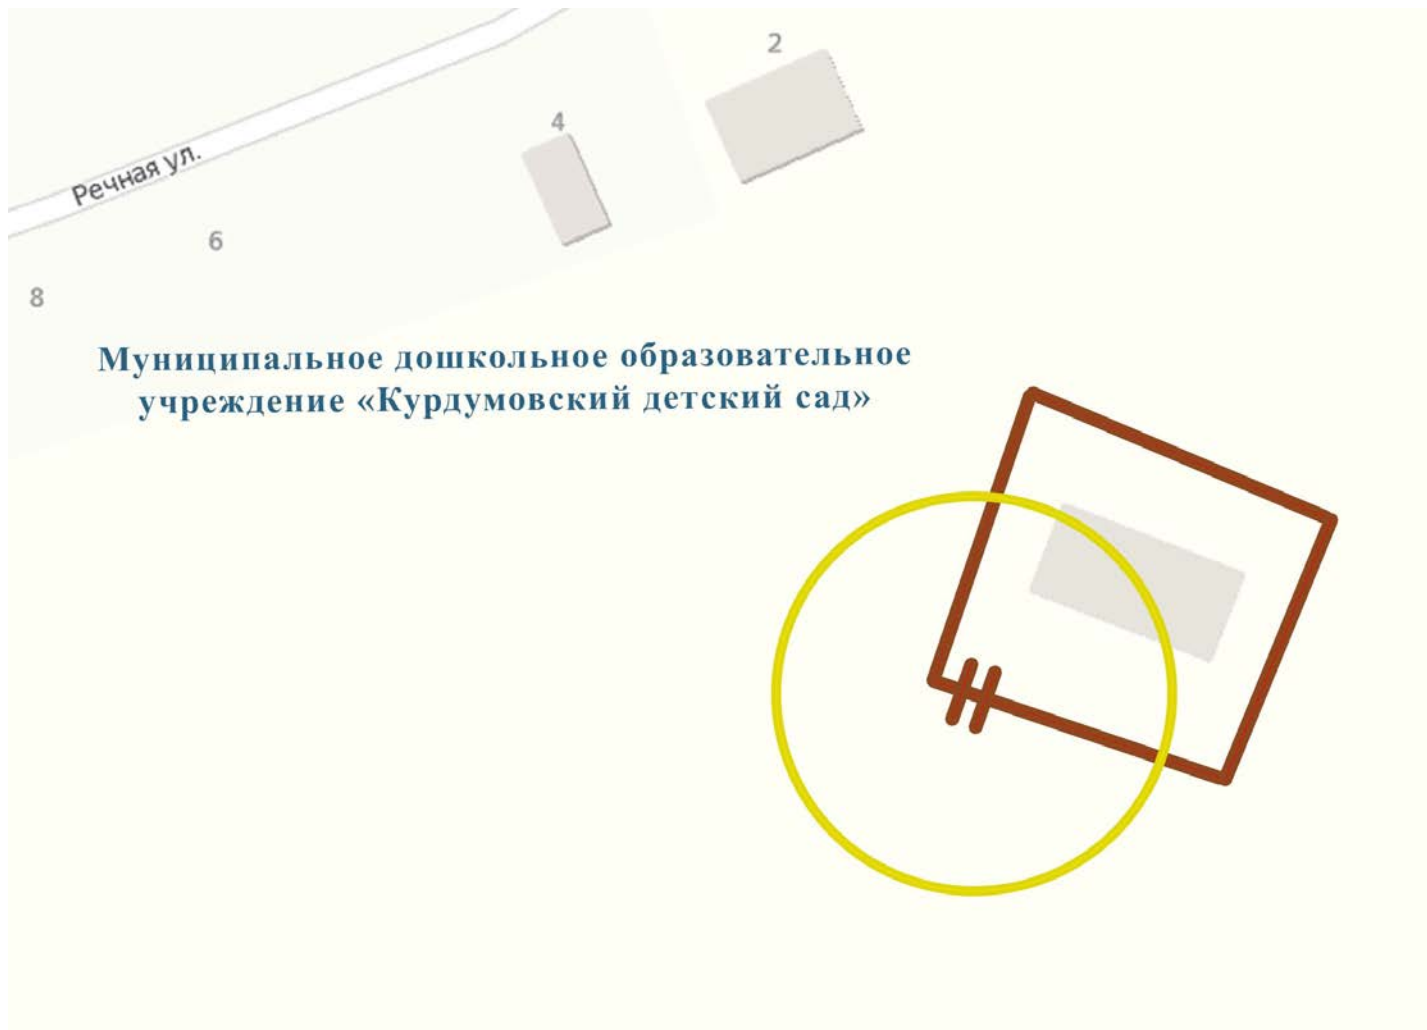 2
4
Речная ул.
6
8
Муниципальное дошкольное образовательное
учреждение «Курдумовский детский сад»